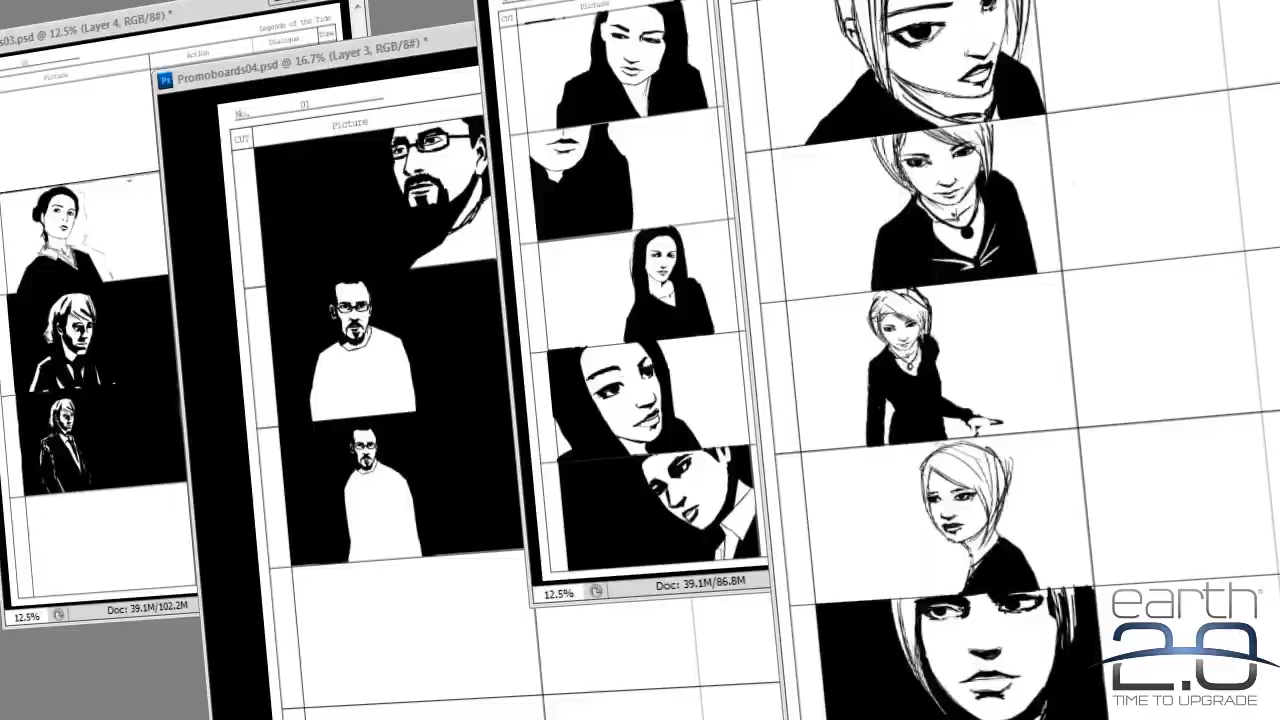 s03.psd @ 12.5% (Layer 4, RGB/8#) *
Legends of the Tide
Action
Dialogue
Time
Picture
12.5%
Doc: 39.1M/102.2M
Promoboards04.psd @ 16.7% (Layer 3, RGB/8#) *
No. 01
CUT
Picture
CUT
Picture
12.5%
Doc: 39.1M/86.8M
earth®
2.0
TIME TO UPGRADE